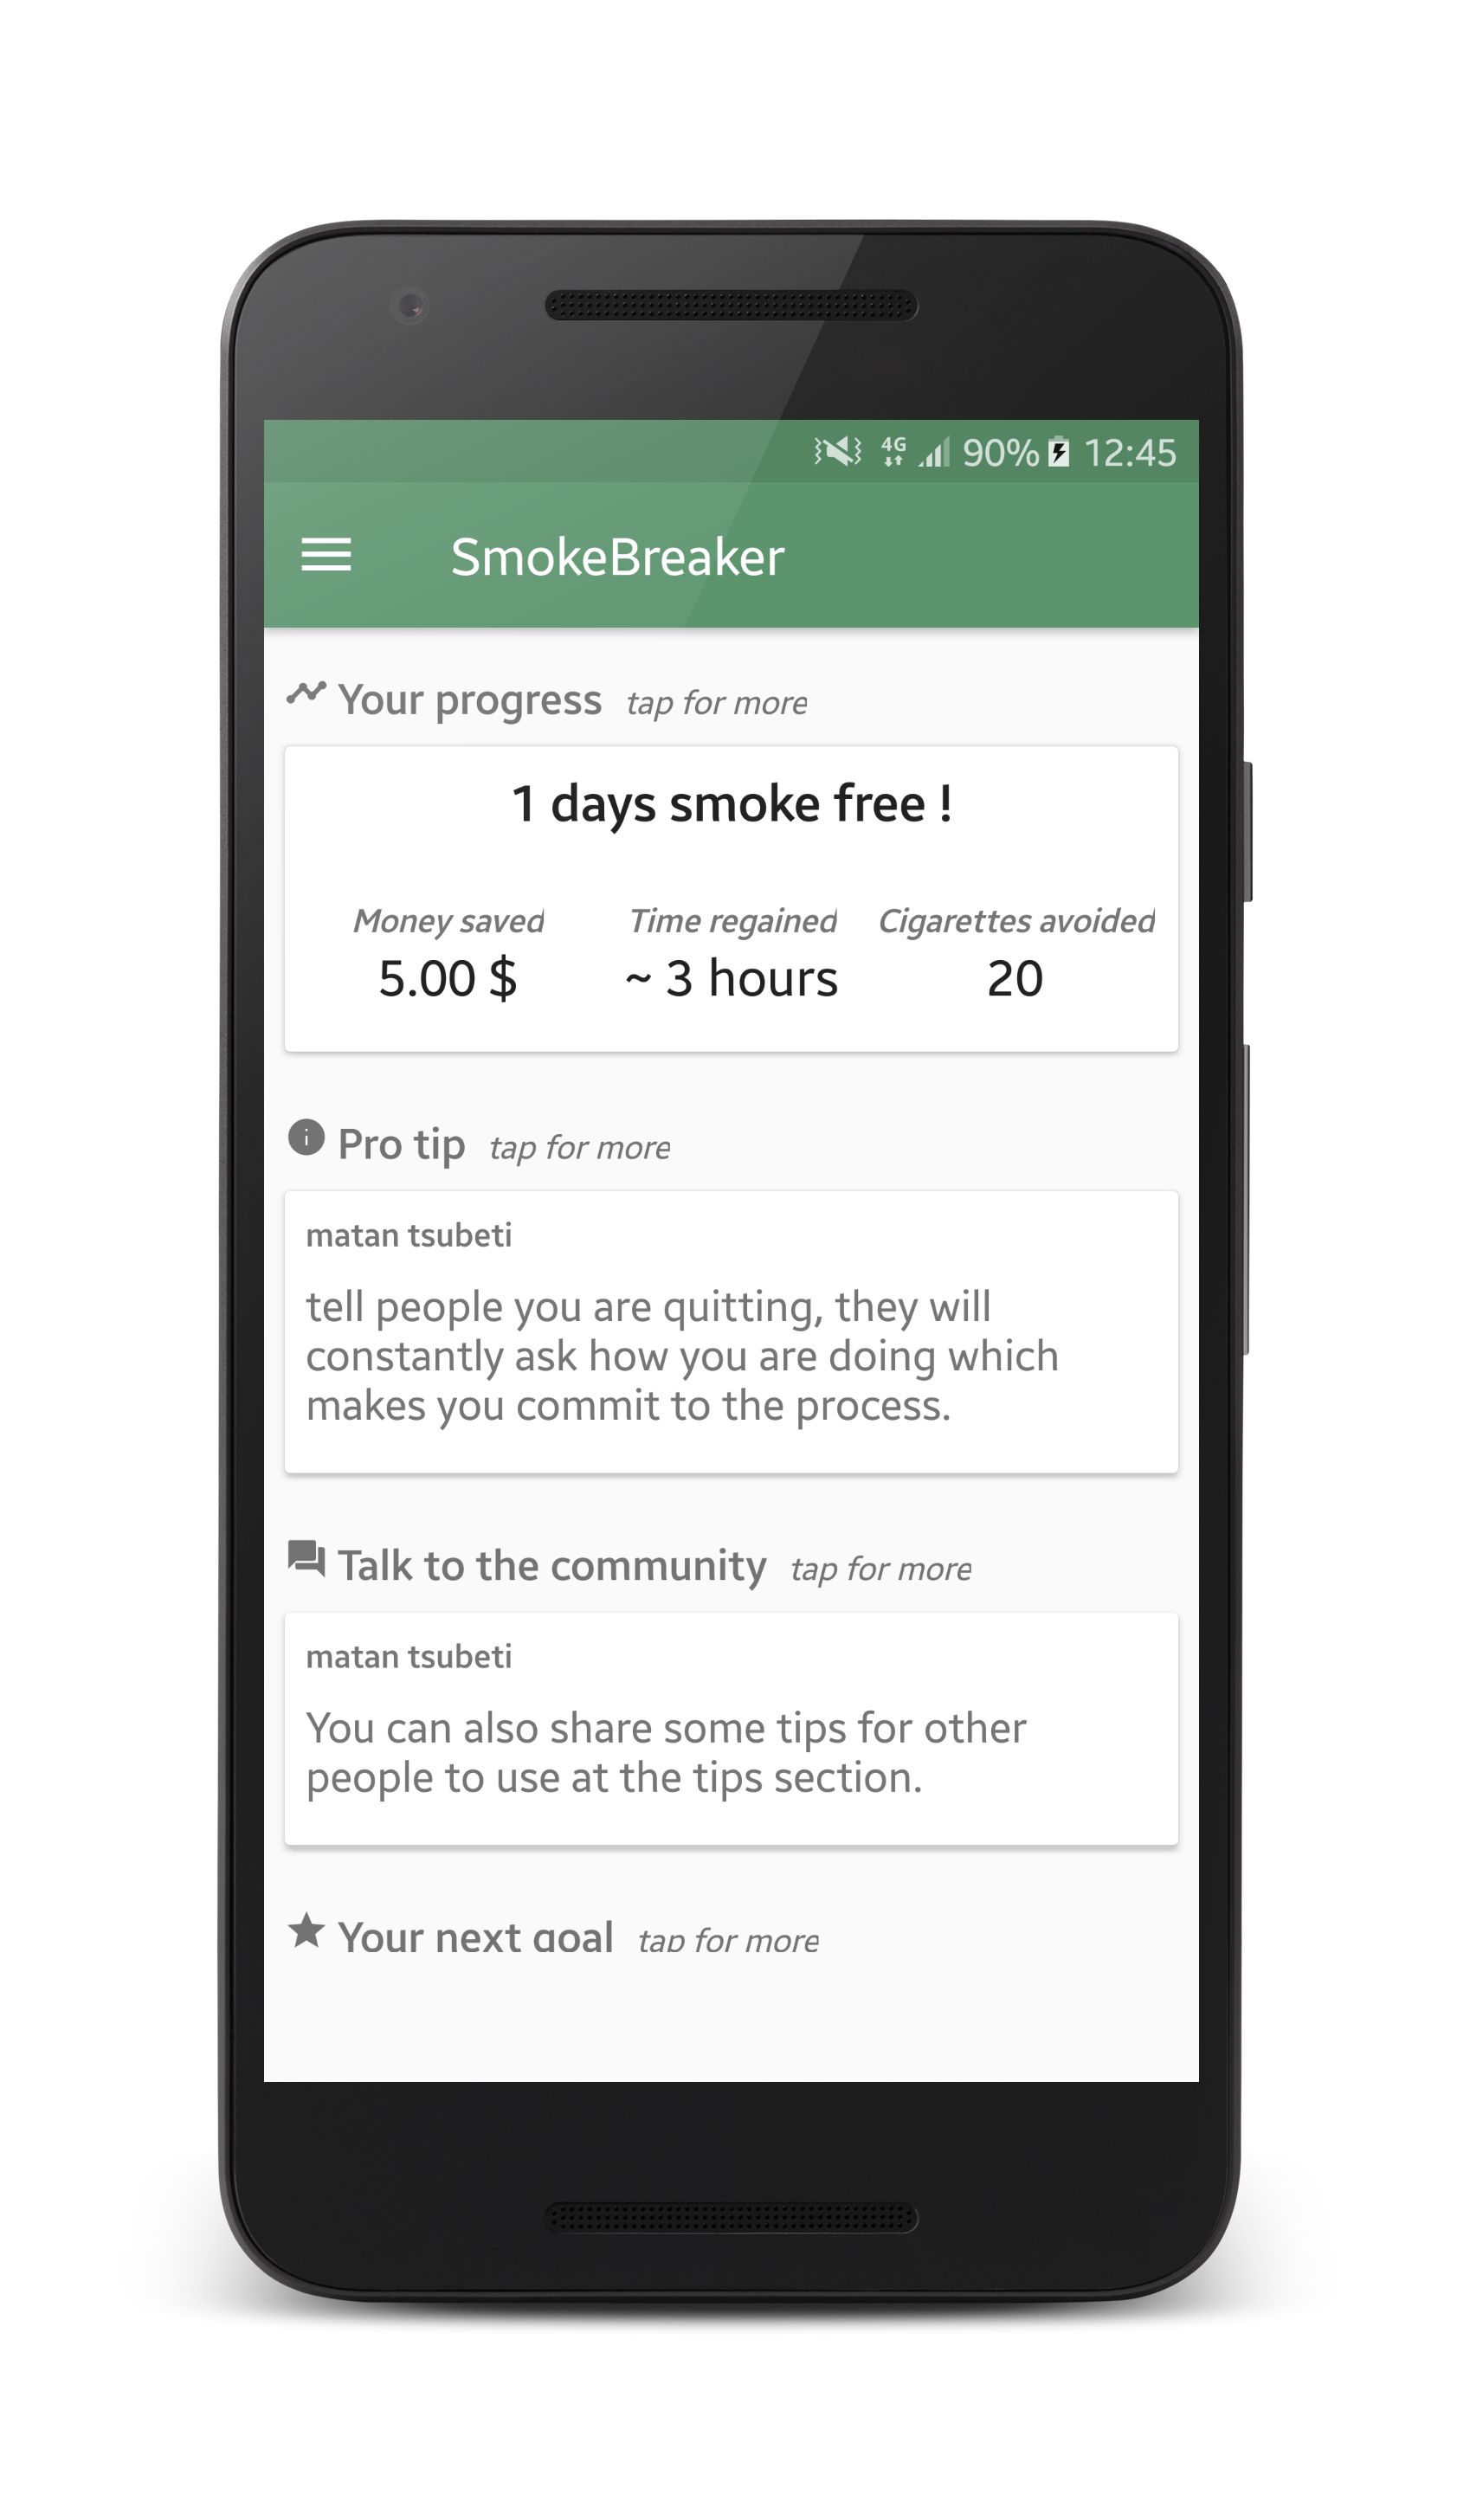 4G 90% 12:45
SmokeBreaker
Your progress tap for more
1 days smoke free !
Money saved Time regained Cigarettes avoided
5.00 $ ~ 3 hours 20
Pro tip tap for more
matan tsubeti
tell people you are quitting, they will
constantly ask how you are doing which
makes you commit to the process.
Talk to the community tap for more
matan tsubeti
You can also share some tips for other
people to use at the tips section.
Your next goal tap for more